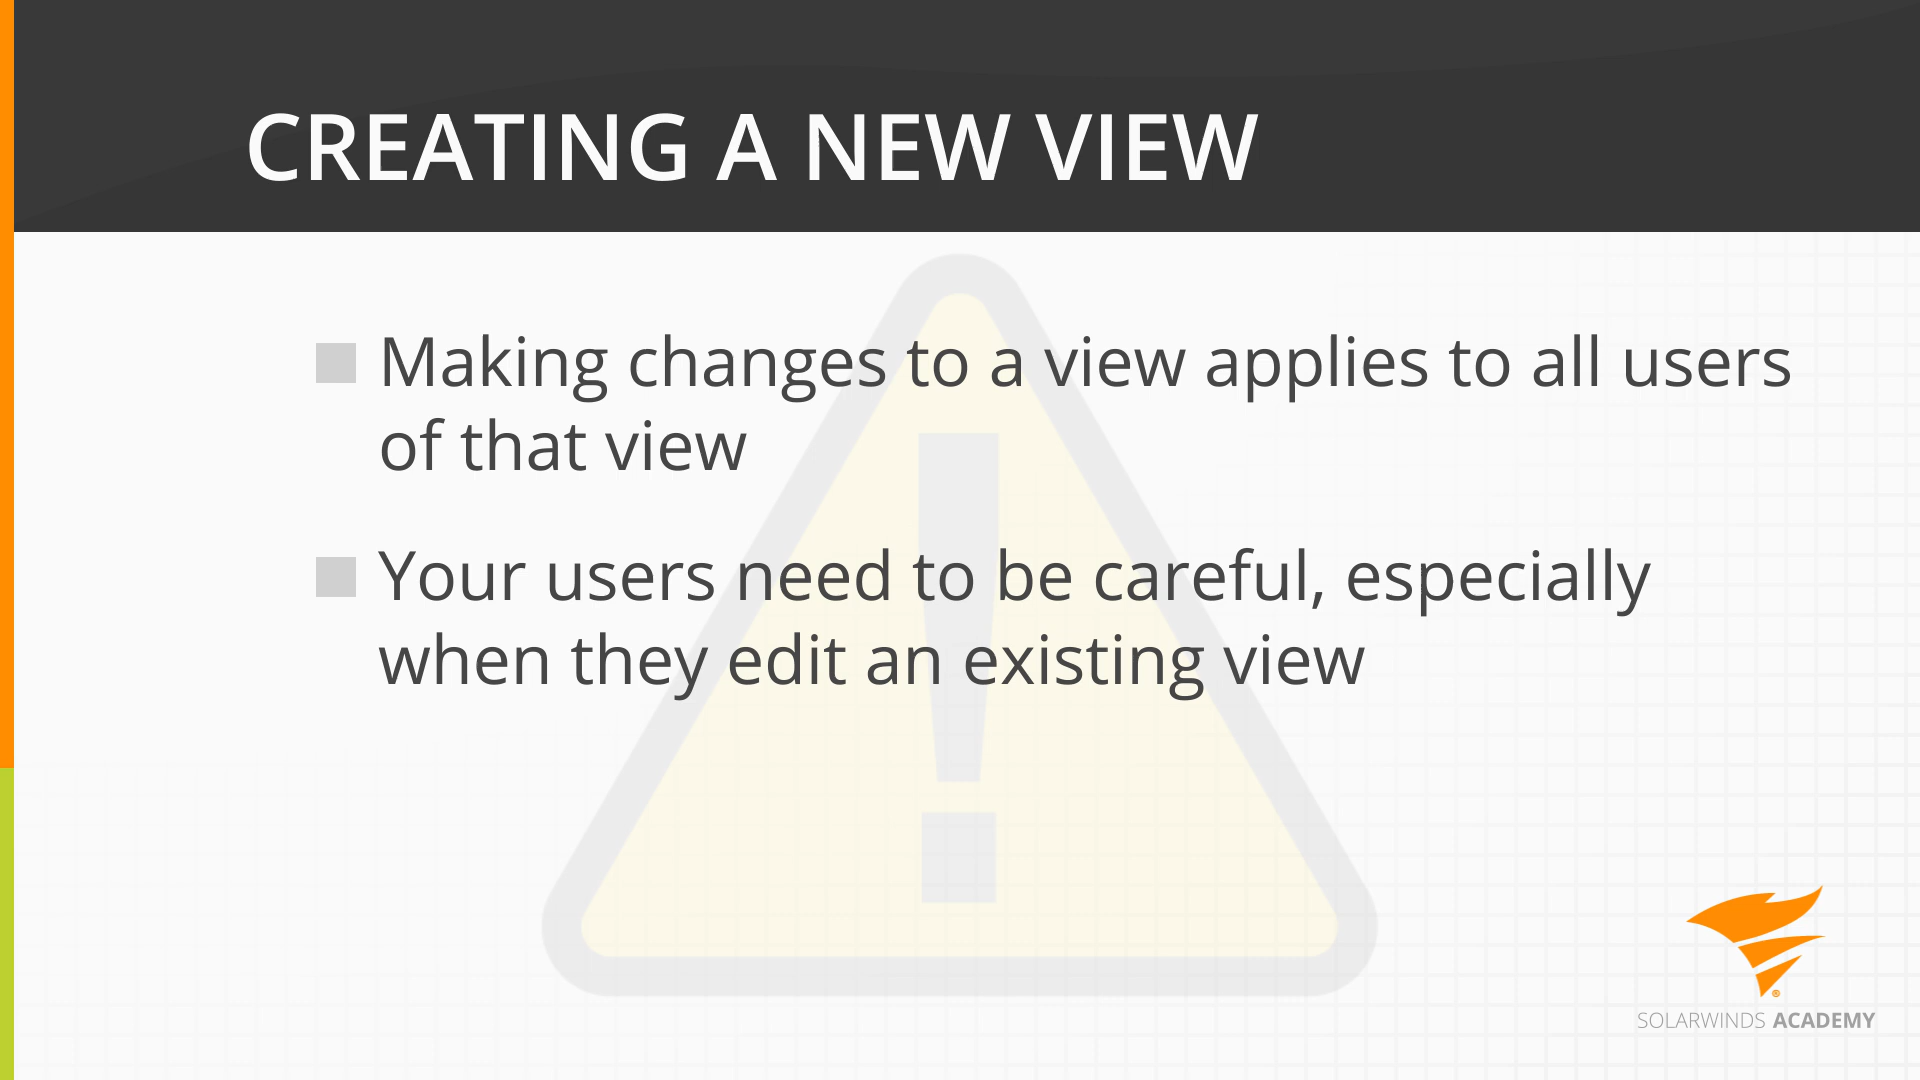 CREATING A NEW VIEW
Making changes to a view applies to all users
of that view
Your users need to be careful, especially
when they edit an existing view
SOLARWINDS ACADEMY